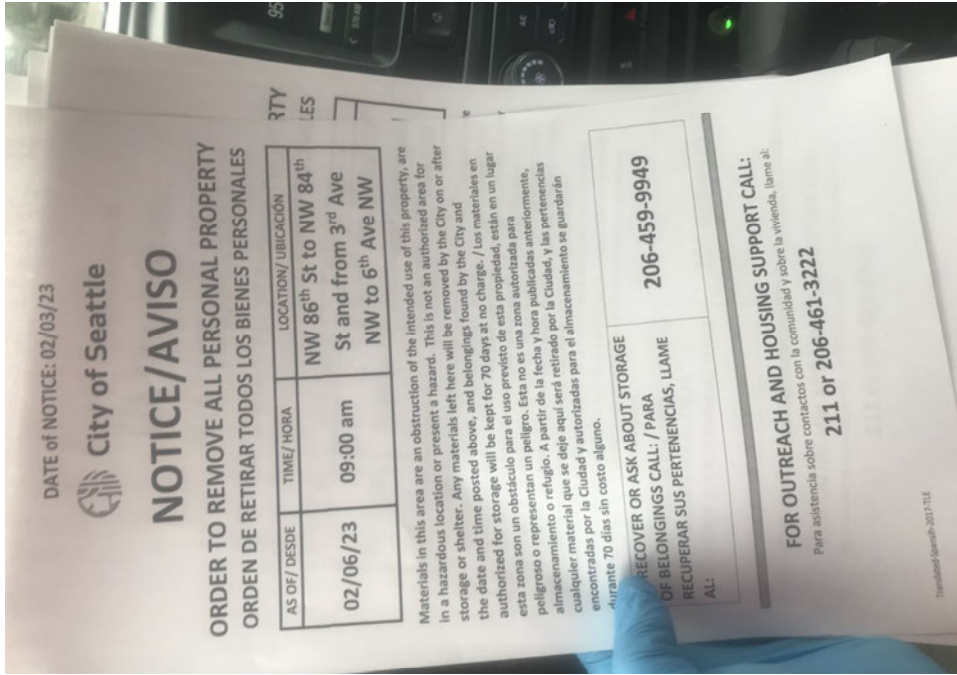 DATE of NOTICE: 02/03/23
City of Seattle
NOTICE/AVISO
ORDER TO REMOVE ALL PERSONAL PROPERTY
ORDEN DE RETIRAR TODOS LOS BIENES PERSONALES
AS OF/ DESDE TIME/ HORA LOCATION/ UBICACIÓN
02/06/23 09:00 am NW 86th St to NW 84th
St and from 3rd Ave
NW to 6th Ave NW
Materials in this area are an obstruction of the intended use of this property, are
in a hazardous location or present a hazard. This is not an authorized area for
storage or shelter. Any materials left here will be removed by the City on or after
the date and time posted above, and belongings found by the City and
authorized for storage will be kept for 70 days at no charge. / Los materiales en
esta zona son un obstáculo para el uso previsto de esta propiedad, están en un lugar
peligroso o representan un peligro. Esta no es una zona autorizada para
almacenamiento o refugio. A partir de la fecha y hora publicadas anteriormente,
cualquier material que se deje aquí será retirado por la Ciudad, y las pertenencias
encontradas por la Ciudad y autorizadas para el almacenamiento se guardarán
durante 70 días sin costo alguno.
RECOVER OR ASK ABOUT STORAGE
OF BELONGINGS CALL: / PARA
RECUPERAR SUS PERTENENCIAS, LLAME
AL:
206-459-9949
FOR OUTREACH AND HOUSING SUPPORT CALL:
Para asistencia sobre contactos con la comunidad y sobre la vivienda, llame al:
211 or 206-461-3222
Translated-Spanish-2017-TLE
RTY
LES
95
A/C